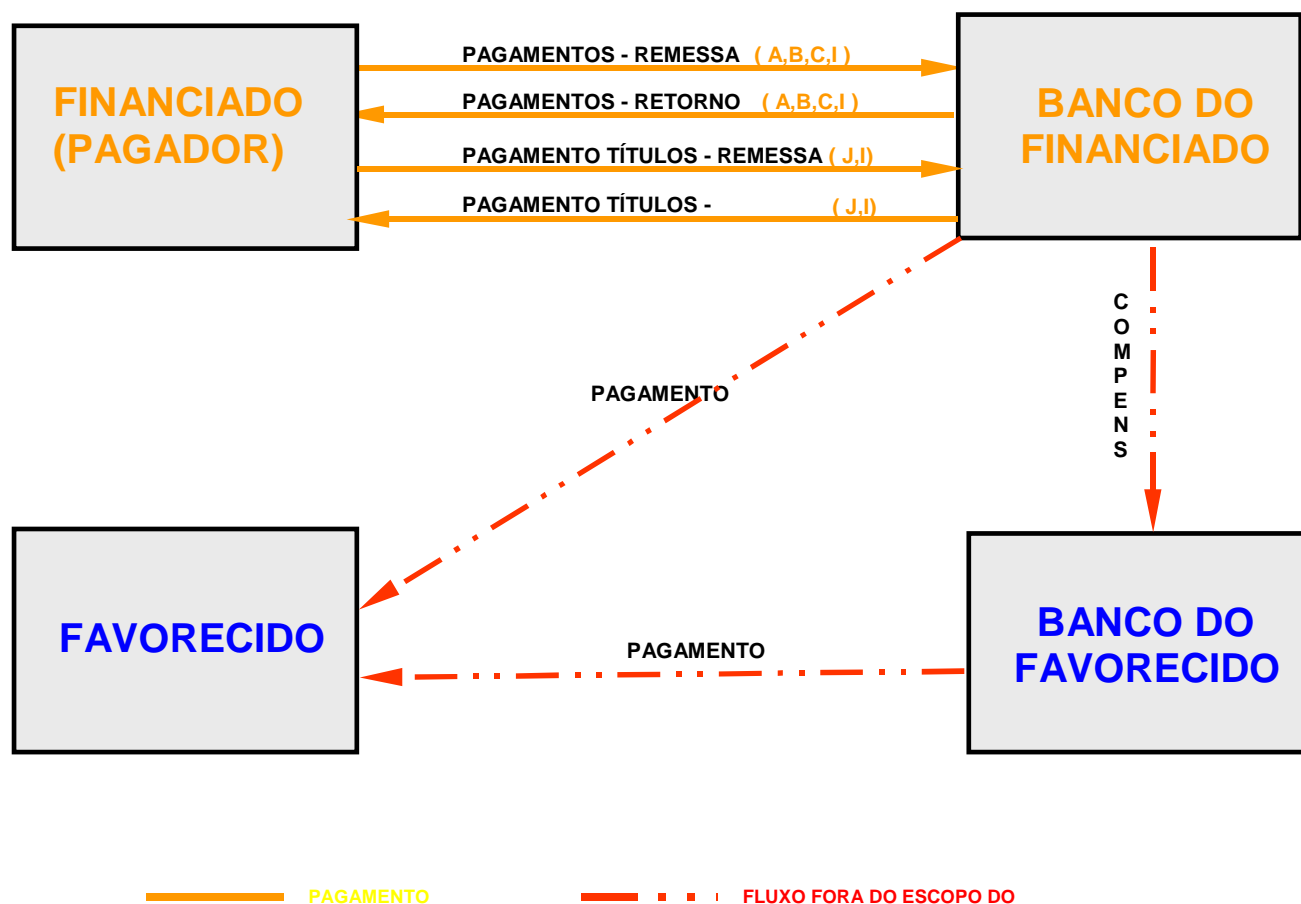 PAGAMENTOS - REMESSA ( A,B,C,I )
FINANCIADO
(PAGADOR)
PAGAMENTOS - RETORNO ( A,B,C,I )
BANCO DO
FINANCIADO
PAGAMENTO TÍTULOS - REMESSA ( J,I)
PAGAMENTO TÍTULOS - ( J,I)
C
O
M
P
E
N
S
PAGAMENTO
FAVORECIDO
PAGAMENTO
BANCO DO
FAVORECIDO
PAGAMENTO
FLUXO FORA DO ESCOPO DO